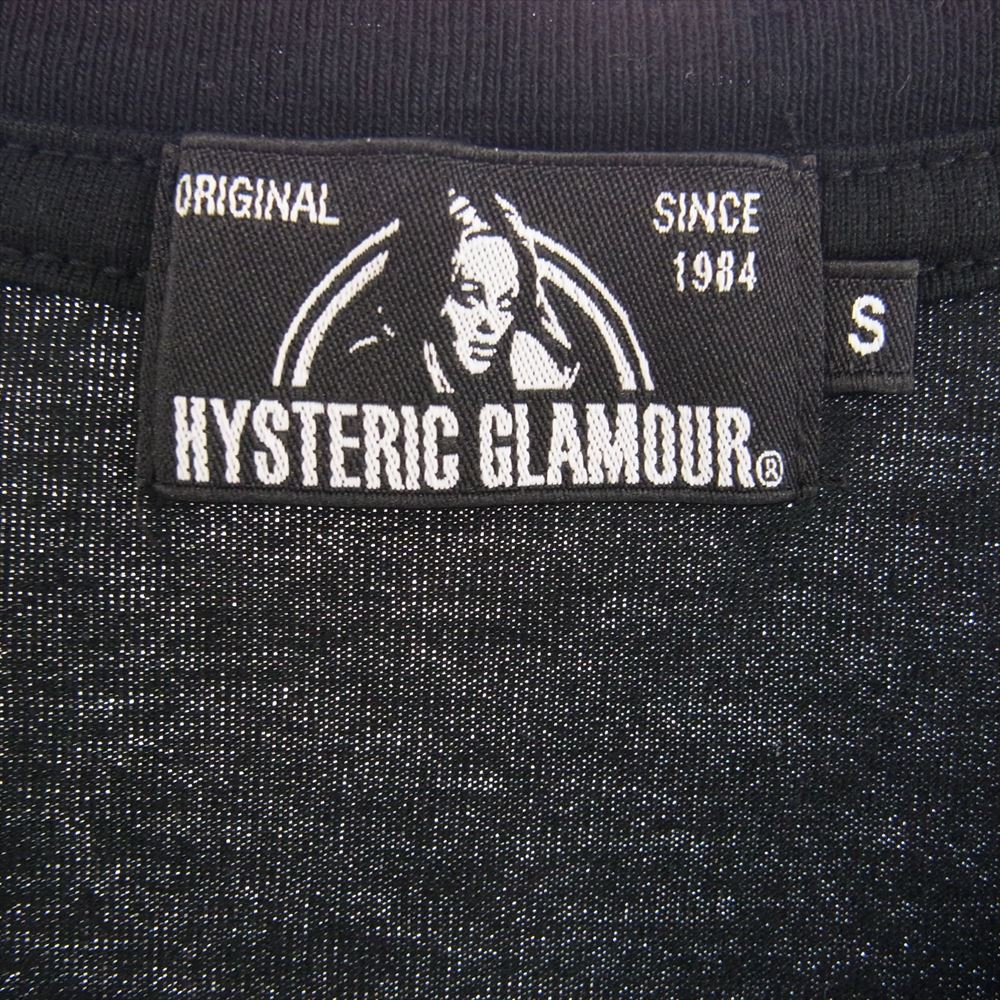 ORIGINAL
SINCE
1984
S
HYSTERIC GLAMOUR®